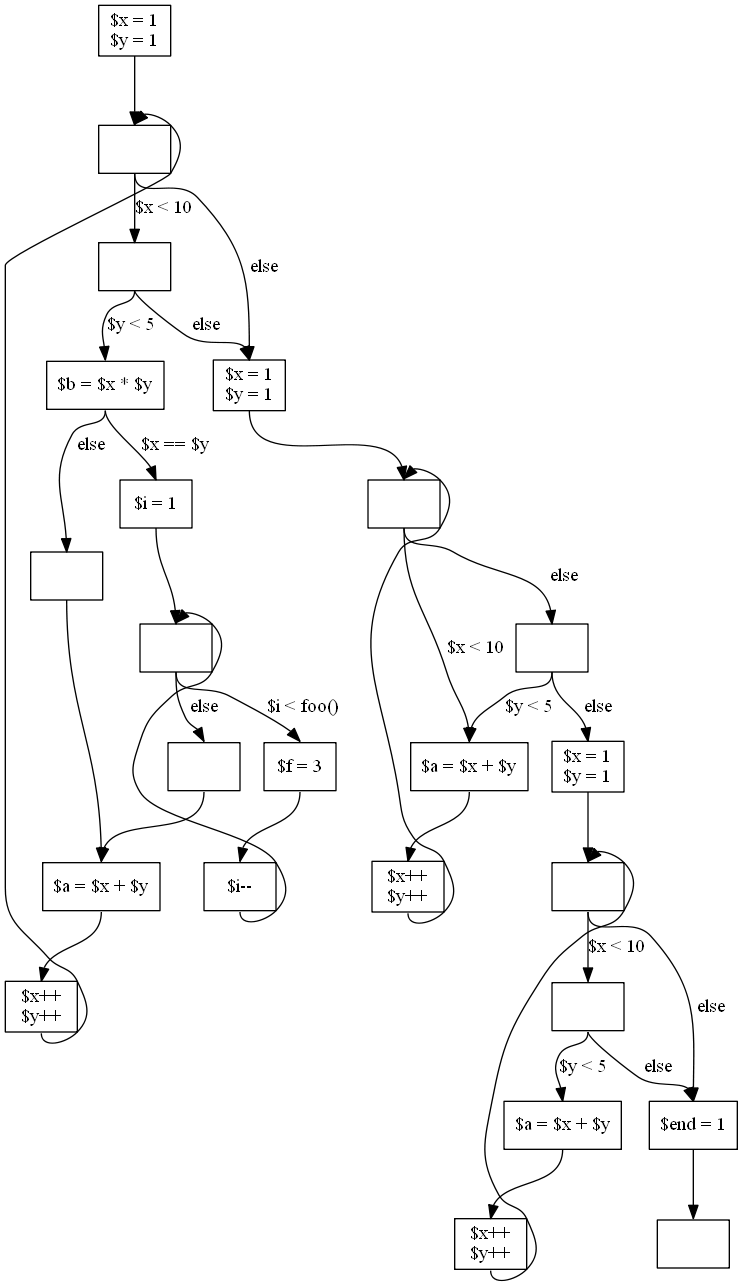 $x = 1
$y = 1
$x < 10
else
$y < 5
else
$b = $x * $y
$x = 1
$y = 1
else
$x == $y
$i = 1
else
$x < 10
else
$i < foo()
$y < 5
else
$f = 3
$a = $x + $y
$x = 1
$y = 1
$a = $x + $y
$i--
$x++
$y++
$x < 10
$x++
$y++
else
$y < 5
else
$a = $x + $y
$end = 1
$x++
$y++